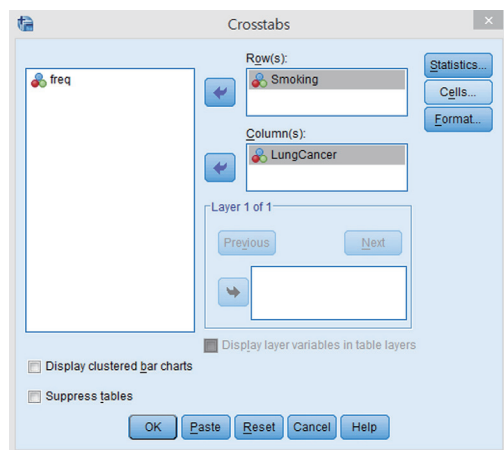 Crosstabs
freq
Row(s):
Smoking
Column(s):
LungCancer
Statistics...
Cells...
Format...
Layer 1 of 1
Previous
Next
Display layer variables in table layers
Display clustered bar charts
Suppress tables
OK
Paste
Reset
Cancel
Help